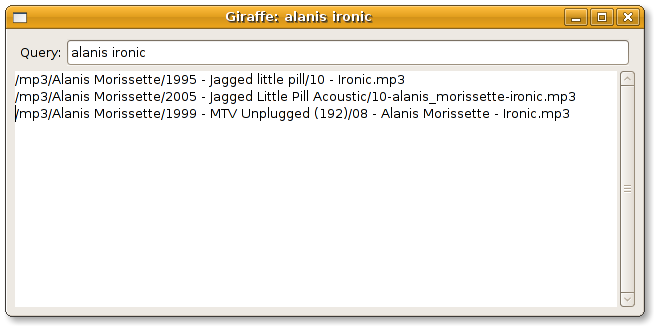 Giraffe: alanis ironic
Query: alanis ironic
/mp3/Alanis Morissette/1995 - Jagged little pill/10 - Ironic.mp3
/mp3/Alanis Morissette/2005 - Jagged Little Pill Acoustic/10-alanis_morissette-ironic.mp3
/mp3/Alanis Morissette/1999 - MTV Unplugged (192)/08 - Alanis Morissette - Ironic.mp3